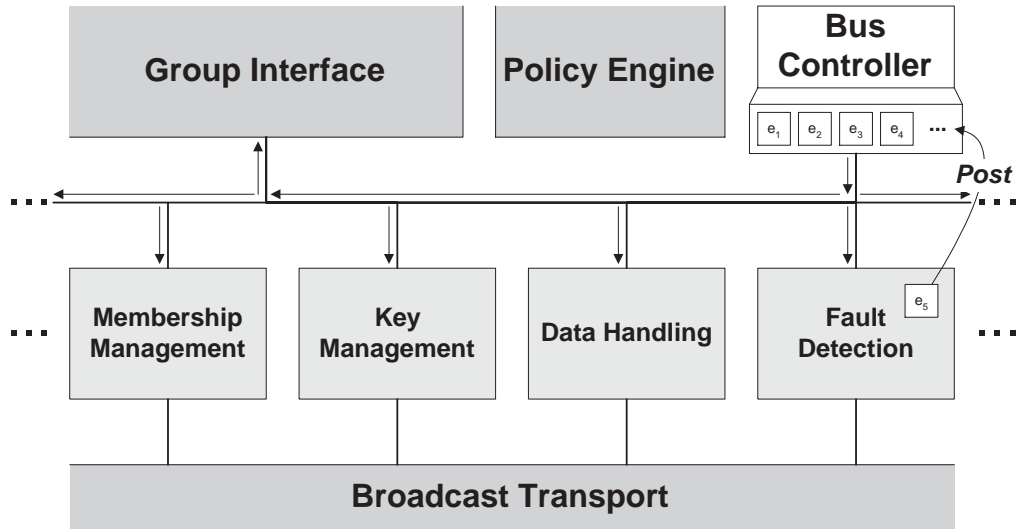 Group Interface
Policy Engine
Bus
Controller
e1 e2 e3 e4 ...
Post
Membership
Management
Key
Management
Data Handling
Fault
Detection
e5
Broadcast Transport